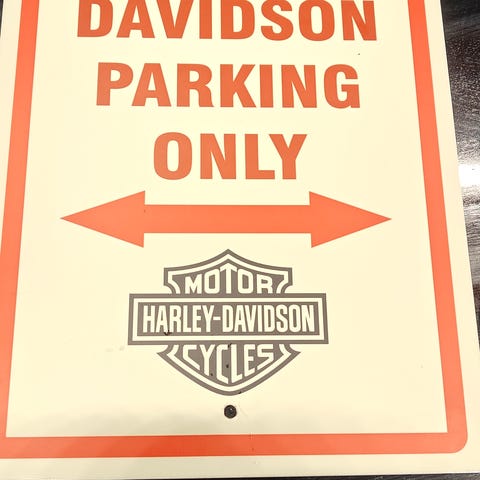 DAVIDSON
PARKING
ONLY
MOTOR
HARLEY-DAVIDSON
CYCLES